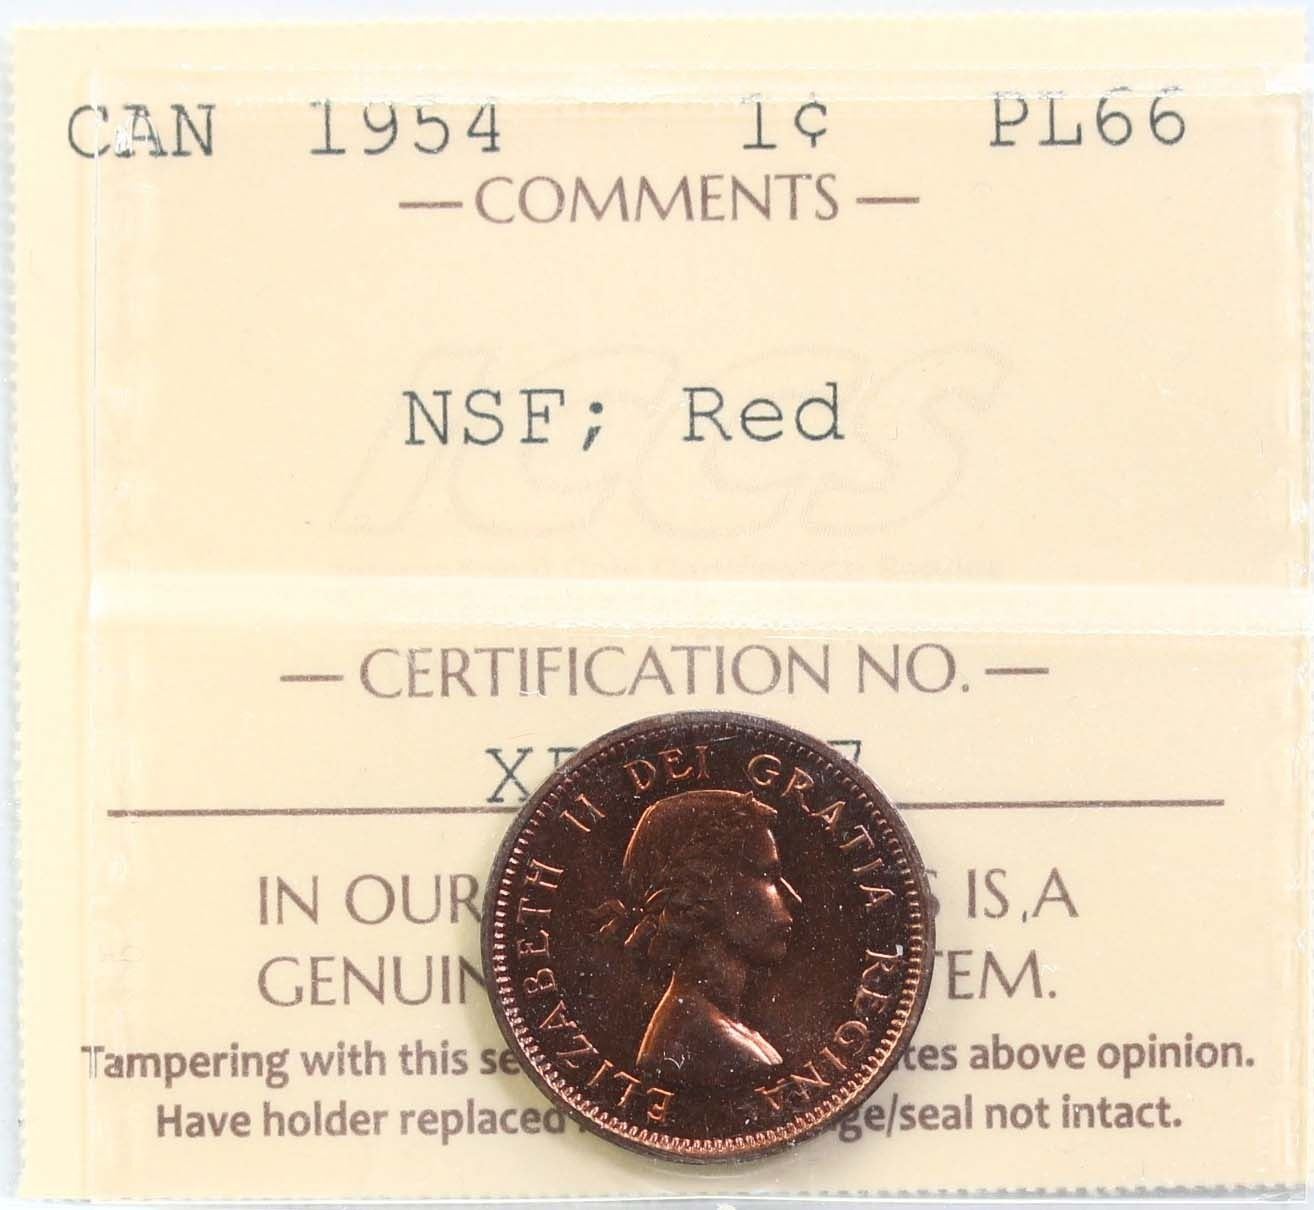 CAN 1954 1¢ PL66
— COMMENTS —
ICCS
NSF; Red
— CERTIFICATION NO. —
IN OUR IS A
GENUIN TEM.
Tampering with this se tes above opinion.
Have holder replaced ge/seal not intact.
ELIZABETH II DEI GRATIA REGINA